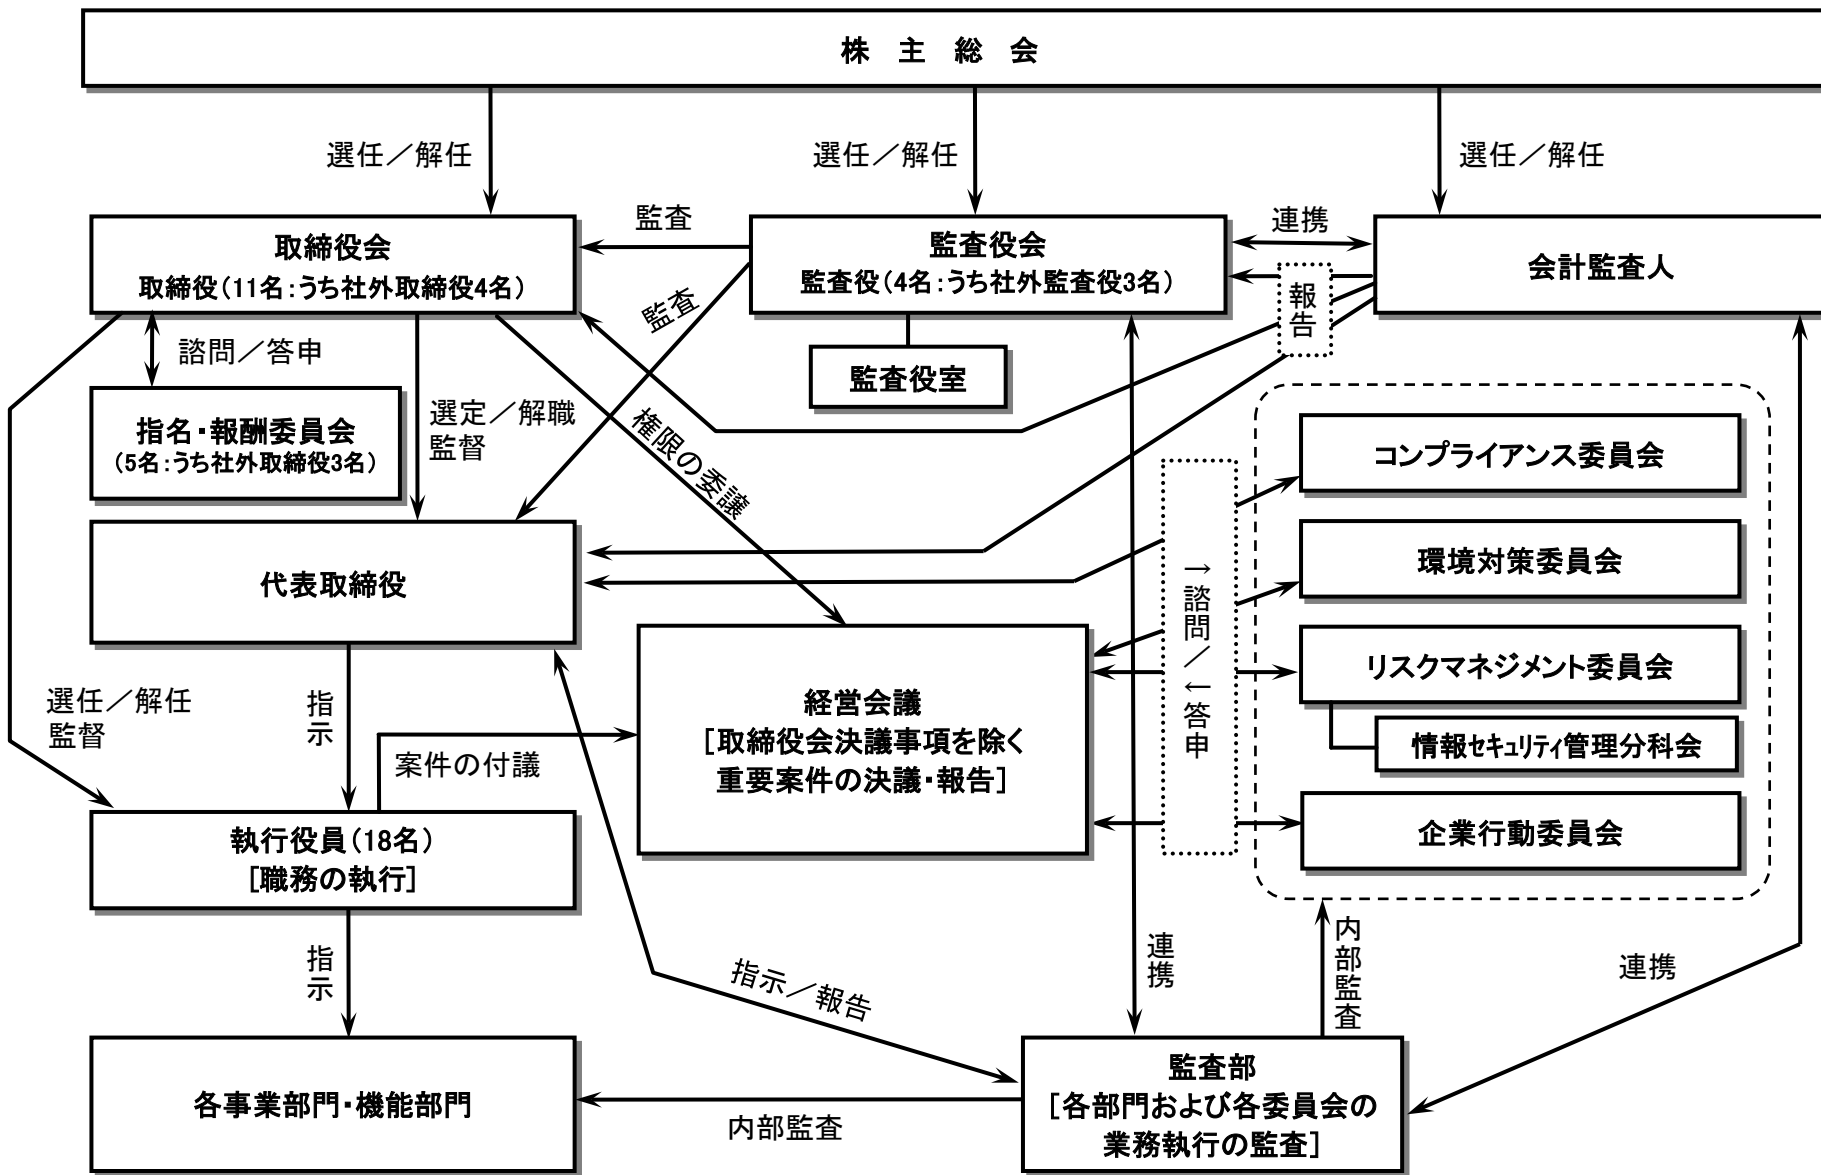 株　主　総　会
選任／解任
選任／解任
選任／解任
取締役会
取締役（11名：うち社外取締役4名）
監査
監査役会
監査役（4名：うち社外監査役3名）
連携
会計監査人
報告
監査
諮問／答申
監査役室
指名・報酬委員会
（5名：うち社外取締役3名）
選定／解職
監督
権限の委譲
コンプライアンス委員会
環境対策委員会
リスクマネジメント委員会
情報セキュリティ管理分科会
企業行動委員会
→諮問／←答申
代表取締役
経営会議
［取締役会決議事項を除く
重要案件の決議・報告］
選任／解任
監督
指示
案件の付議
執行役員（18名）
［職務の執行］
指示
指示／報告
連携
内部監査
連携
各事業部門・機能部門
内部監査
監査部
［各部門および各委員会の
業務執行の監査］